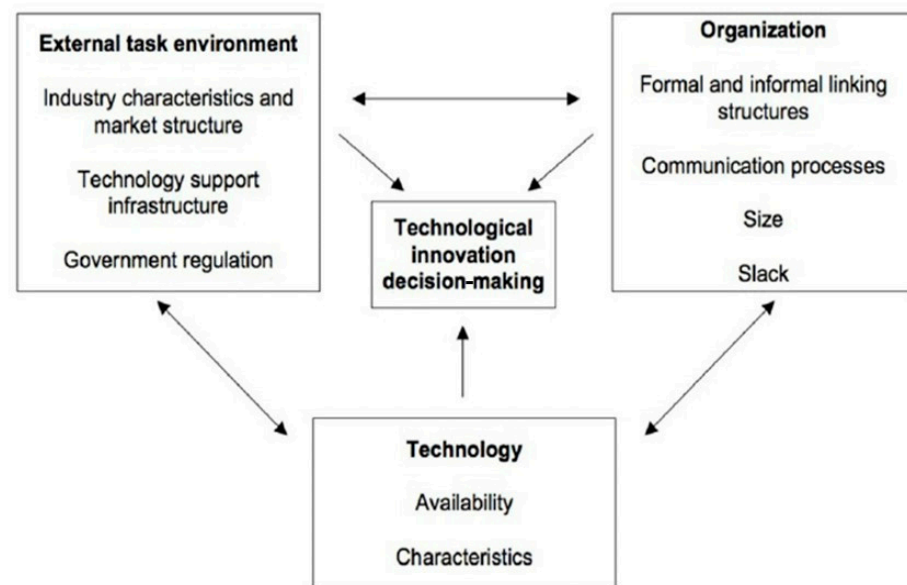 External task environment
Industry characteristics and
market structure
Technology support
infrastructure
Government regulation
Organization
Formal and informal linking
structures
Communication processes
Size
Slack
Technological
innovation
decision-making
Technology
Availability
Characteristics